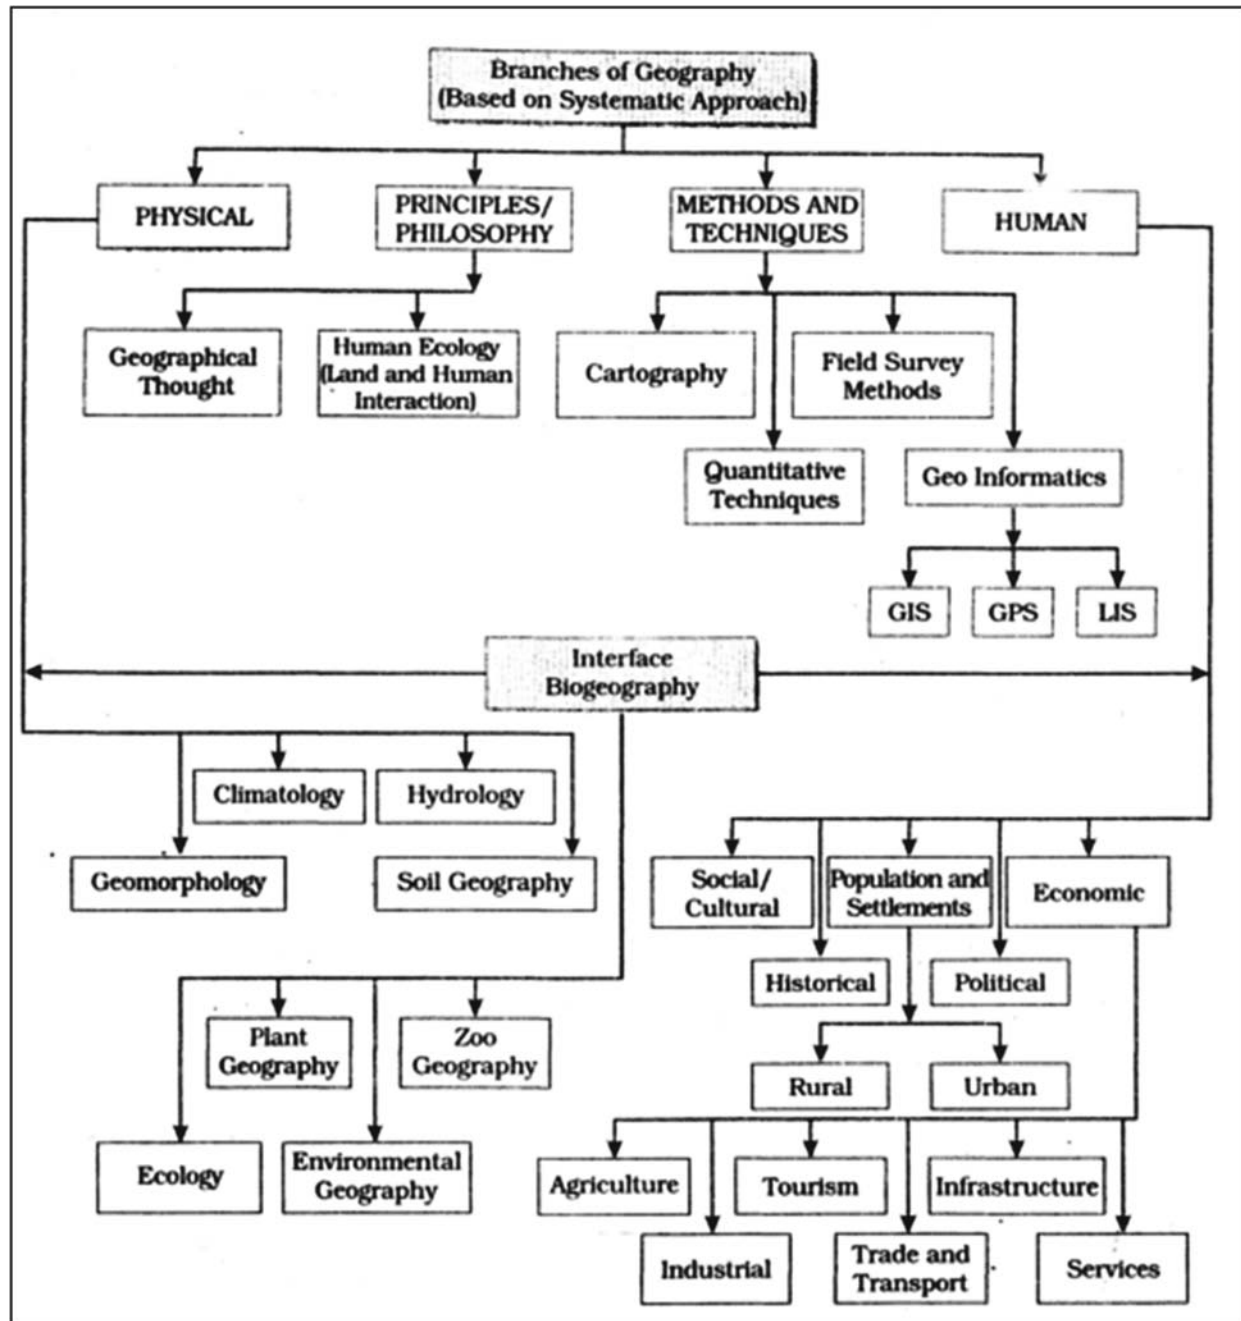 Branches of Geography
(Based on Systematic Approach)
PHYSICAL
PRINCIPLES/
PHILOSOPHY
METHODS AND
TECHNIQUES
HUMAN
Geographical
Thought
Human Ecology
(Land and Human
Interaction)
Cartography
Field Survey
Methods
Quantitative
Techniques
Geo Informatics
GIS
GPS
LIS
Interface
Biogeography
Climatology
Hydrology
Geomorphology
Soil Geography
Social/
Cultural
Population and
Settlements
Economic
Historical
Political
Plant
Geography
Zoo
Geography
Rural
Urban
Ecology
Environmental
Geography
Agriculture
Tourism
Infrastructure
Industrial
Trade and
Transport
Services